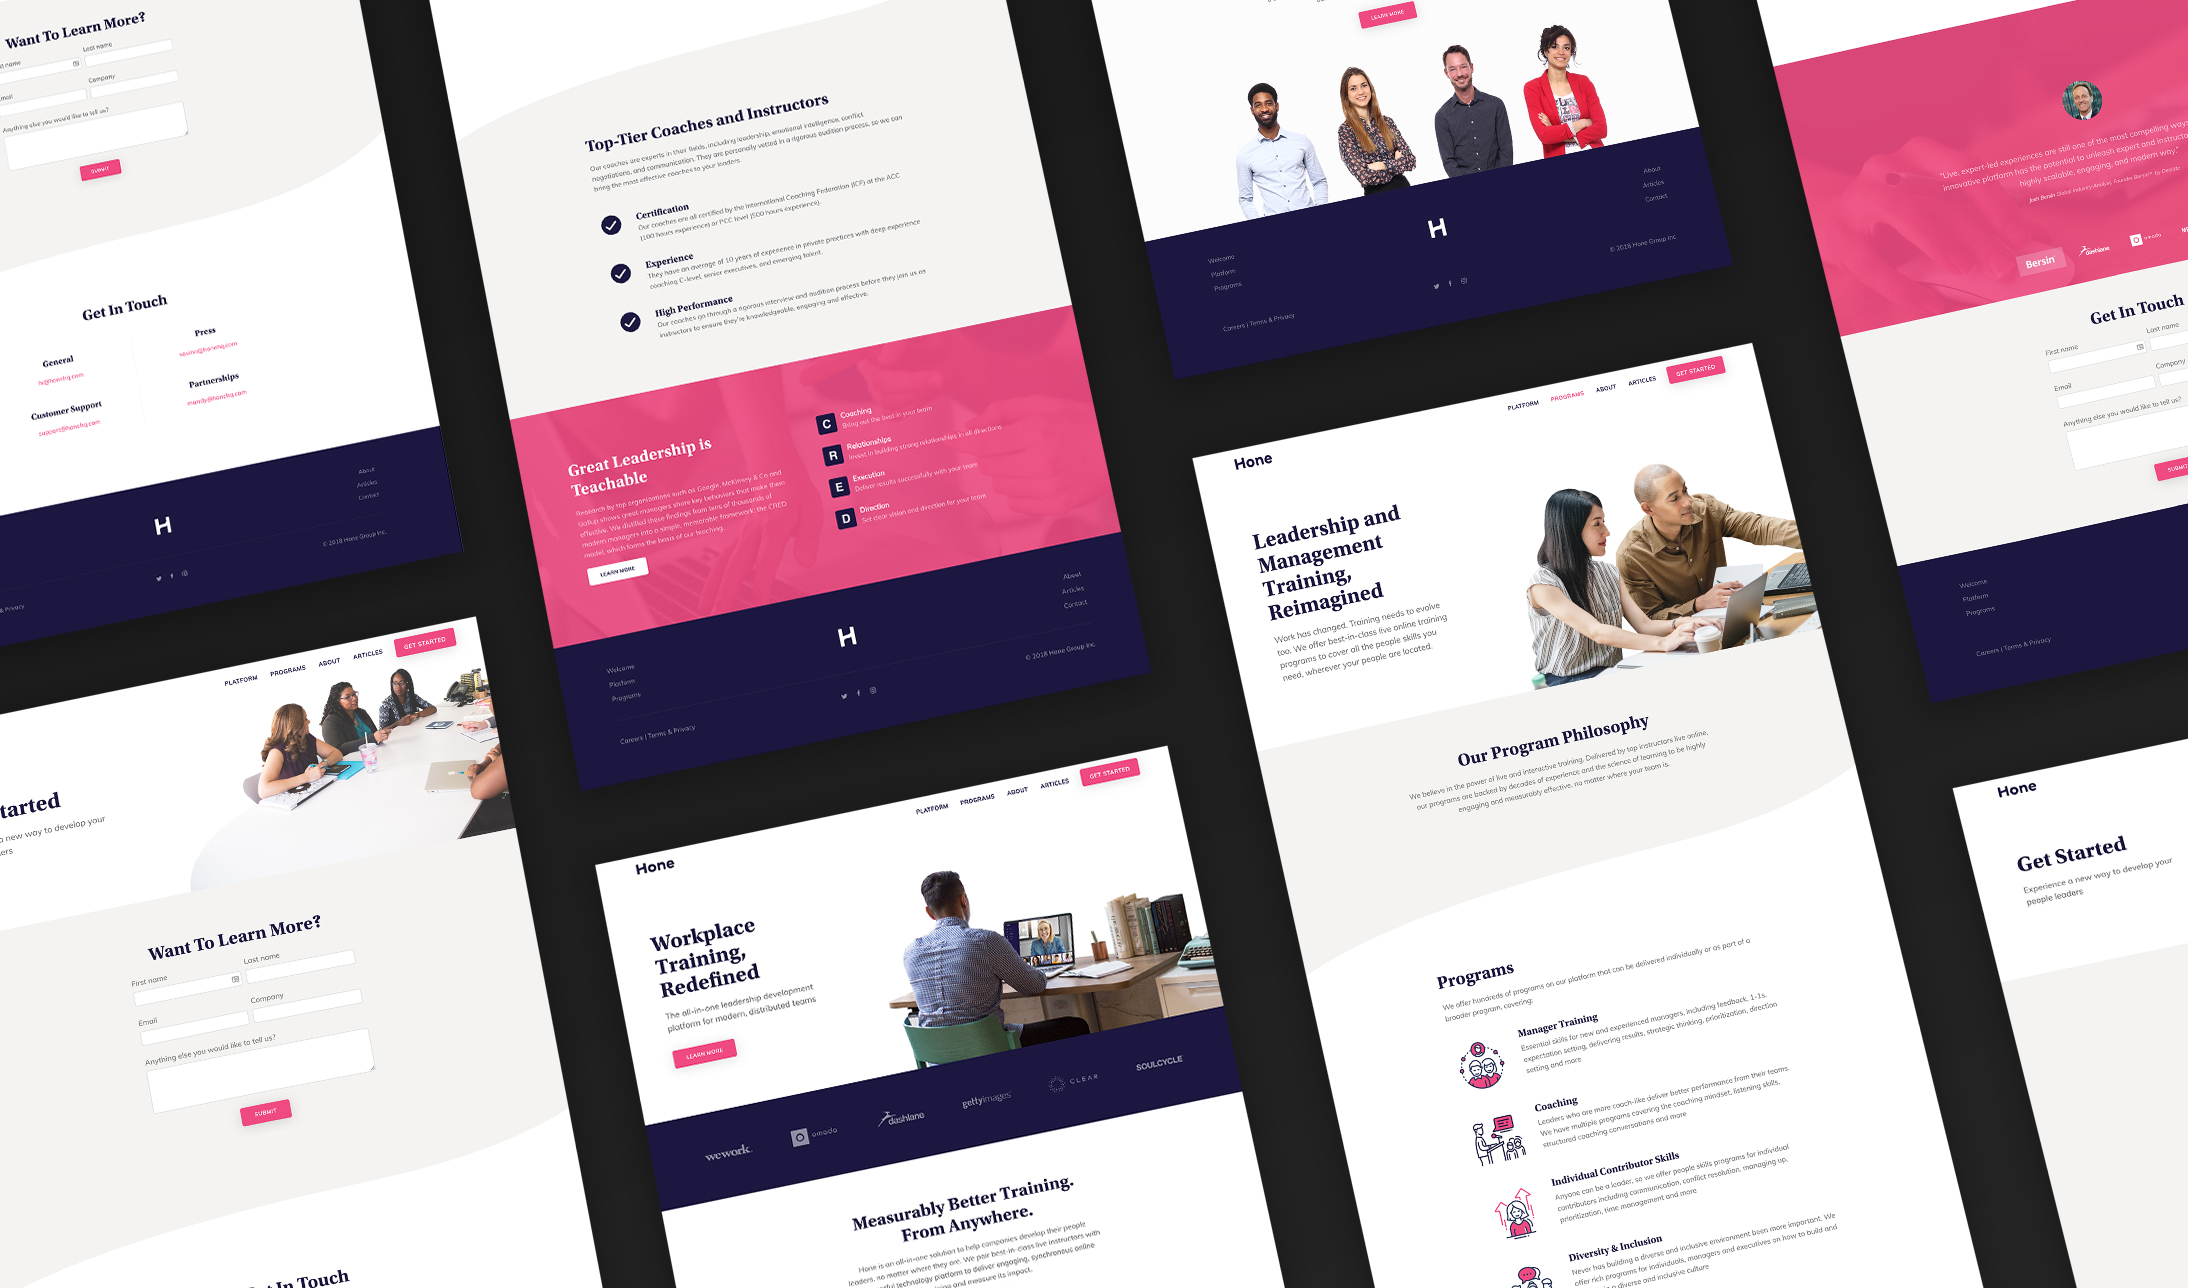 Want To Learn More?
Last name
Company
Anything else you would like to tell us?
SUBMIT
Get In Touch
General
hi@honehq.com
Press
savina@honehq.com
Customer Support
support@honehq.com
Partnerships
mandy@honehq.com
About
Articles
Contact
H
© 2018 Hone Group Inc.
& Privacy
PLATFORM
PROGRAMS
ABOUT
ARTICLES
GET STARTED
tarted
a new way to develop your
ers
Want To Learn More?
First name
Last name
Email
Company
Anything else you would like to tell us?
SUBMIT
In Touch
Top-Tier Coaches and Instructors
Our coaches are experts in their fields, including leadership, emotional intelligence, conflict
negotiations, and communication. They are personally vetted in a rigorous audition process, so we can
bring the most effective coaches to your leaders.
Certification
Our coaches are all certified by the International Coaching Federation (ICF) at the ACC
(100 hours experience) or PCC level (500 hours experience).
Experience
They have an average of 10 years of experience in private practices with deep experience
coaching C-level, senior executives, and emerging talent.
High Performance
Our coaches go through a rigorous interview and audition process before they join us as
instructors to ensure they're knowledgeable, engaging and effective.
Great Leadership is
Teachable
Research by top organizations such as Google, McKinsey & Co and
Gallup shows great managers share key behaviors that make them
effective. We distilled these findings from tens of thousands of
modern managers into a simple, memorable framework: the CRED
model, which forms the basis of our teaching.
LEARN MORE
C
Coaching
Bring out the best in your team
R
Relationships
Invest in building strong relationships in all directions
E
Execution
Deliver results successfully with your team
D
Direction
Set clear vision and direction for your team
Welcome
Platform
Programs
H
About
Articles
Contact
© 2018 Hone Group Inc.
Careers | Terms & Privacy
Hone
PLATFORM
PROGRAMS
ABOUT
ARTICLES
GET STARTED
Workplace
Training,
Redefined
The all-in-one leadership development
platform for modern, distributed teams
LEARN MORE
wework
omada
dashlane
gettyimages
CLEAR
SOULCYCLE
Measurably Better Training.
From Anywhere.
Hone is an all-in-one solution to help companies develop their people
leaders, no matter where they are. We pair best-in-class live instructors with
technology platform to deliver engaging, synchronous online
and measure its impact.
LEARN MORE
H
Welcome
Platform
Programs
About
Articles
Contact
© 2018 Hone Group Inc.
Careers | Terms & Privacy
Hone
PLATFORM
PROGRAMS
ABOUT
ARTICLES
GET STARTED
Leadership and
Management
Training,
Reimagined
Work has changed. Training needs to evolve
too. We offer best-in-class live online training
programs to cover all the people skills you
need, wherever your people are located.
Our Program Philosophy
We believe in the power of live and interactive training. Delivered by top instructors live online,
our programs are backed by decades of experience and the science of learning to be highly
engaging and measurably effective, no matter where your team is.
Programs
We offer hundreds of programs on our platform that can be delivered individually or as part of a
broader program, covering:
Manager Training
Essential skills for new and experienced managers, including feedback, 1-1s,
expectation setting, delivering results, strategic thinking, prioritization, direction
setting and more
Coaching
Leaders who are more coach-like deliver better performance from their teams.
We have multiple programs covering the coaching mindset, listening skills,
structured coaching conversations and more
Individual Contributor Skills
Anyone can be a leader, so we offer people skills programs for individual
contributors including communication, conflict resolution, managing up,
prioritization, time management and more
Diversity & Inclusion
Never has building a diverse and inclusive environment been more important. We
offer rich programs for individuals, managers and executives on how to build and
a diverse and inclusive culture
"Live, expert-led experiences are still one of the most compelling ways
innovative platform has the potential to unleash expert and instructo
highly scalable, engaging, and modern way."
Josh Bersin Global Industry Analyst, Founder Bersin™ by Deloitte
Bersin
dashlane
omada
Get In Touch
First name
Last name
Email
Company
Anything else you would like to tell us?
SUBMIT
Welcome
Platform
Programs
Careers | Terms & Privacy
Hone
Get Started
Experience a new way to develop your
people leaders